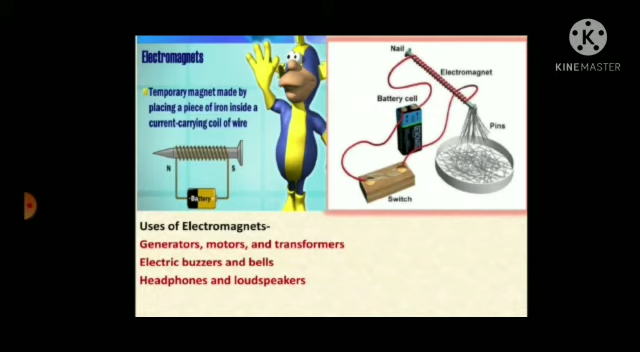 K
KINEMASTER
Electromagnets
Temporary magnet made by
placing a piece of iron inside a
current-carrying coil of wire
N
S
Battery
Nail
Electromagnet
Battery cell
Pins
Switch
Uses of Electromagnets-
Generators, motors, and transformers
Electric buzzers and bells
Headphones and loudspeakers